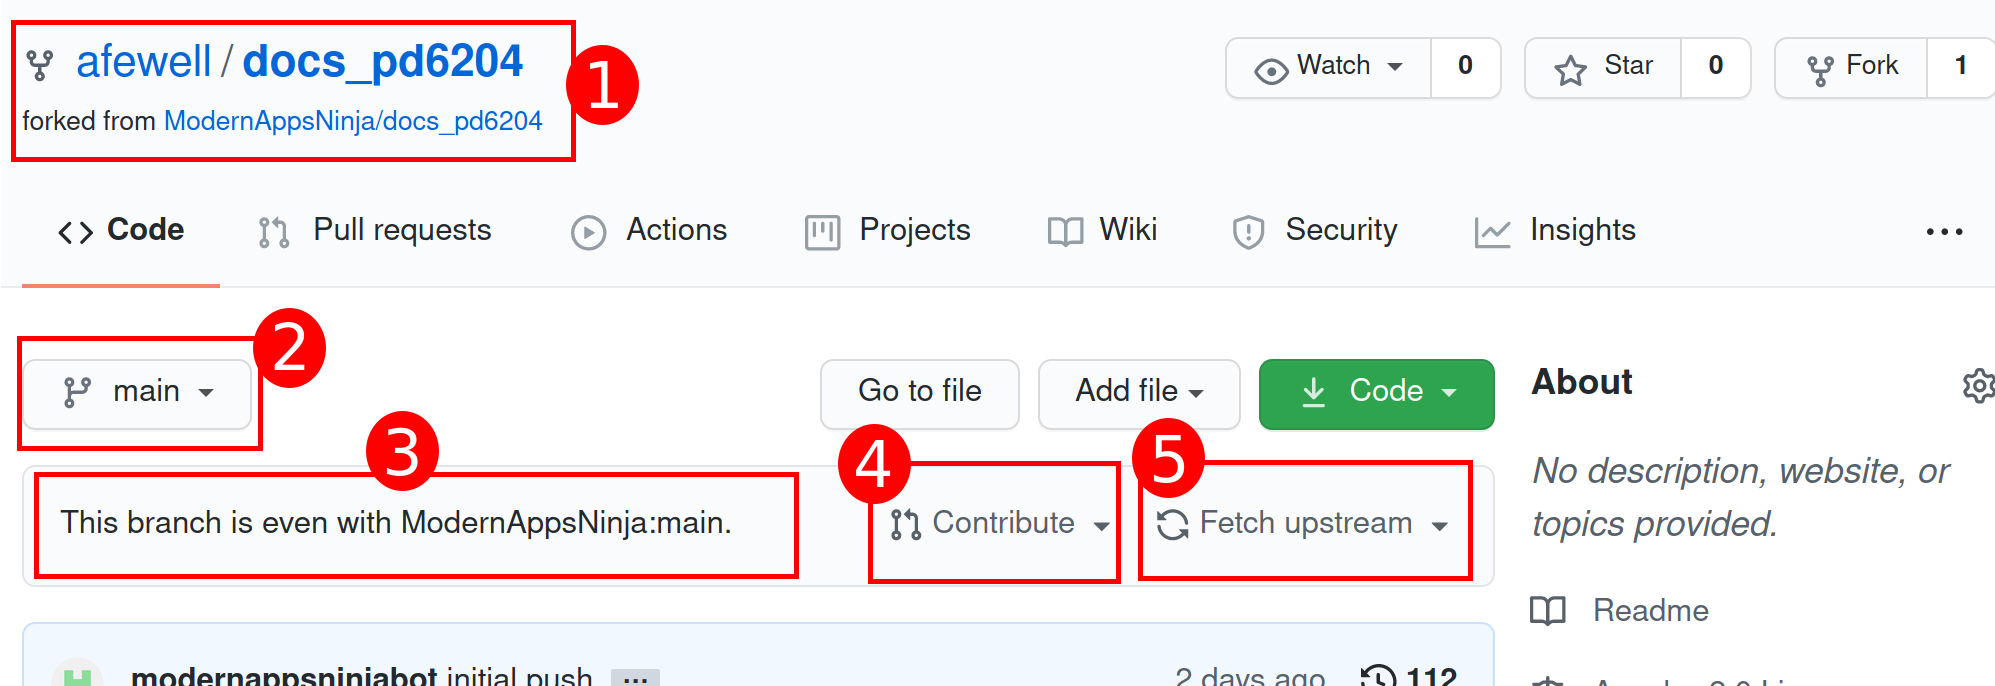 afewell / docs_pd6204
forked from ModernAppsNinja/docs_pd6204
1
Watch 0
Star 0
Fork 1
Code
Pull requests
Actions
Projects
Wiki
Security
Insights
2
main
Go to file
Add file
Code
About
3
This branch is even with ModernAppsNinja:main.
4
Contribute
5
Fetch upstream
No description, website, or
topics provided.
Readme
modernappsninjabot initial push ...
2 days ago
112